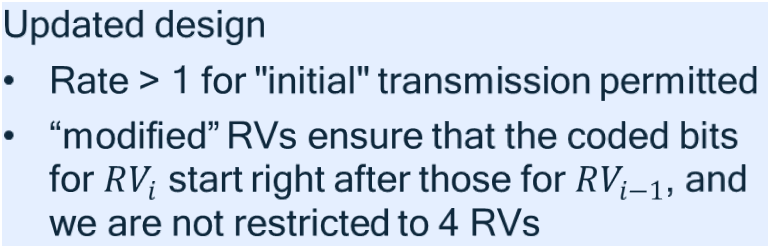 Updated design
• Rate > 1 for "initial" transmission permitted
• “modified” RVs ensure that the coded bits
for $RV_i$ start right after those for $RV_{i-1}$, and
we are not restricted to 4 RVs